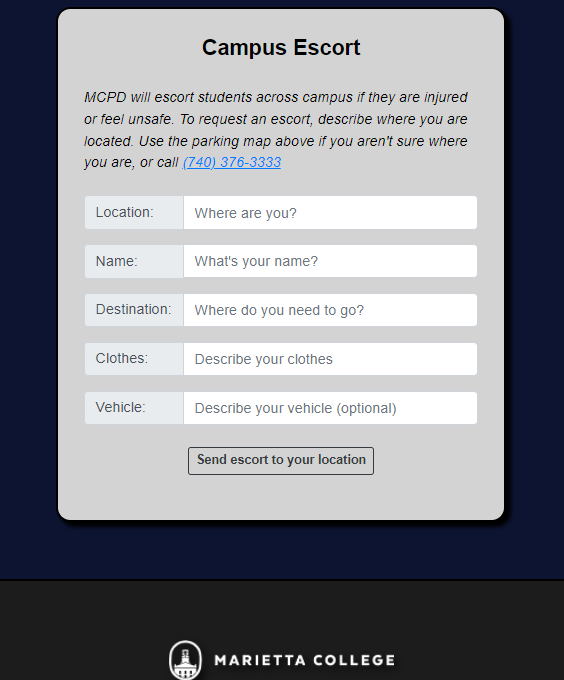 Campus Escort
MCPD will escort students across campus if they are injured
or feel unsafe. To request an escort, describe where you are
located. Use the parking map above if you aren't sure where
you are, or call (740) 376-3333
Location: Where are you?
Name: What's your name?
Destination: Where do you need to go?
Clothes: Describe your clothes
Vehicle: Describe your vehicle (optional)
Send escort to your location
MARIETTA COLLEGE